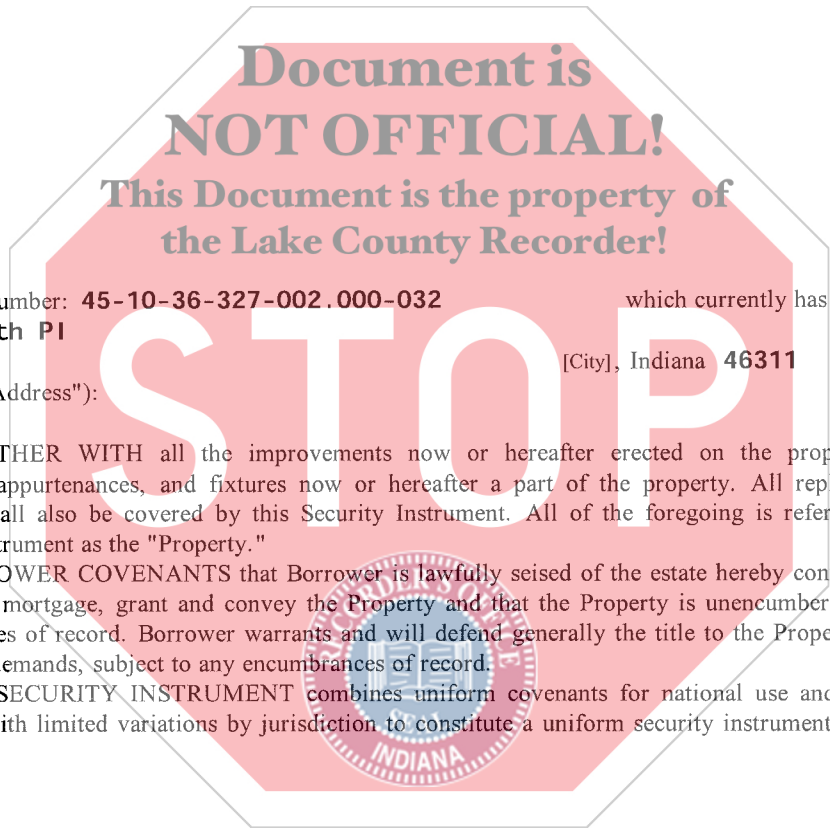 Document is
NOT OFFICIAL!
This Document is the property of
the Lake County Recorder!
umber: 45-10-36-327-002.000-032 which currently has
th Pl
[City], Indiana 46311
Address"):
THER WITH all the improvements now or hereafter erected on the prop
appurtenances, and fixtures now or hereafter a part of the property. All repl
all also be covered by this Security Instrument. All of the foregoing is refer
trument as the "Property."
OWER COVENANTS that Borrower is lawfully seised of the estate hereby con
mortgage, grant and convey the Property and that the Property is unencumber
es of record. Borrower warrants and will defend generally the title to the Prope
emands, subject to any encumbrances of record.
SECURITY INSTRUMENT combines uniform covenants for national use and
ith limited variations by jurisdiction to constitute a uniform security instrument
STOP
RECORDER'S OFFICE
SEAL
INDIANA